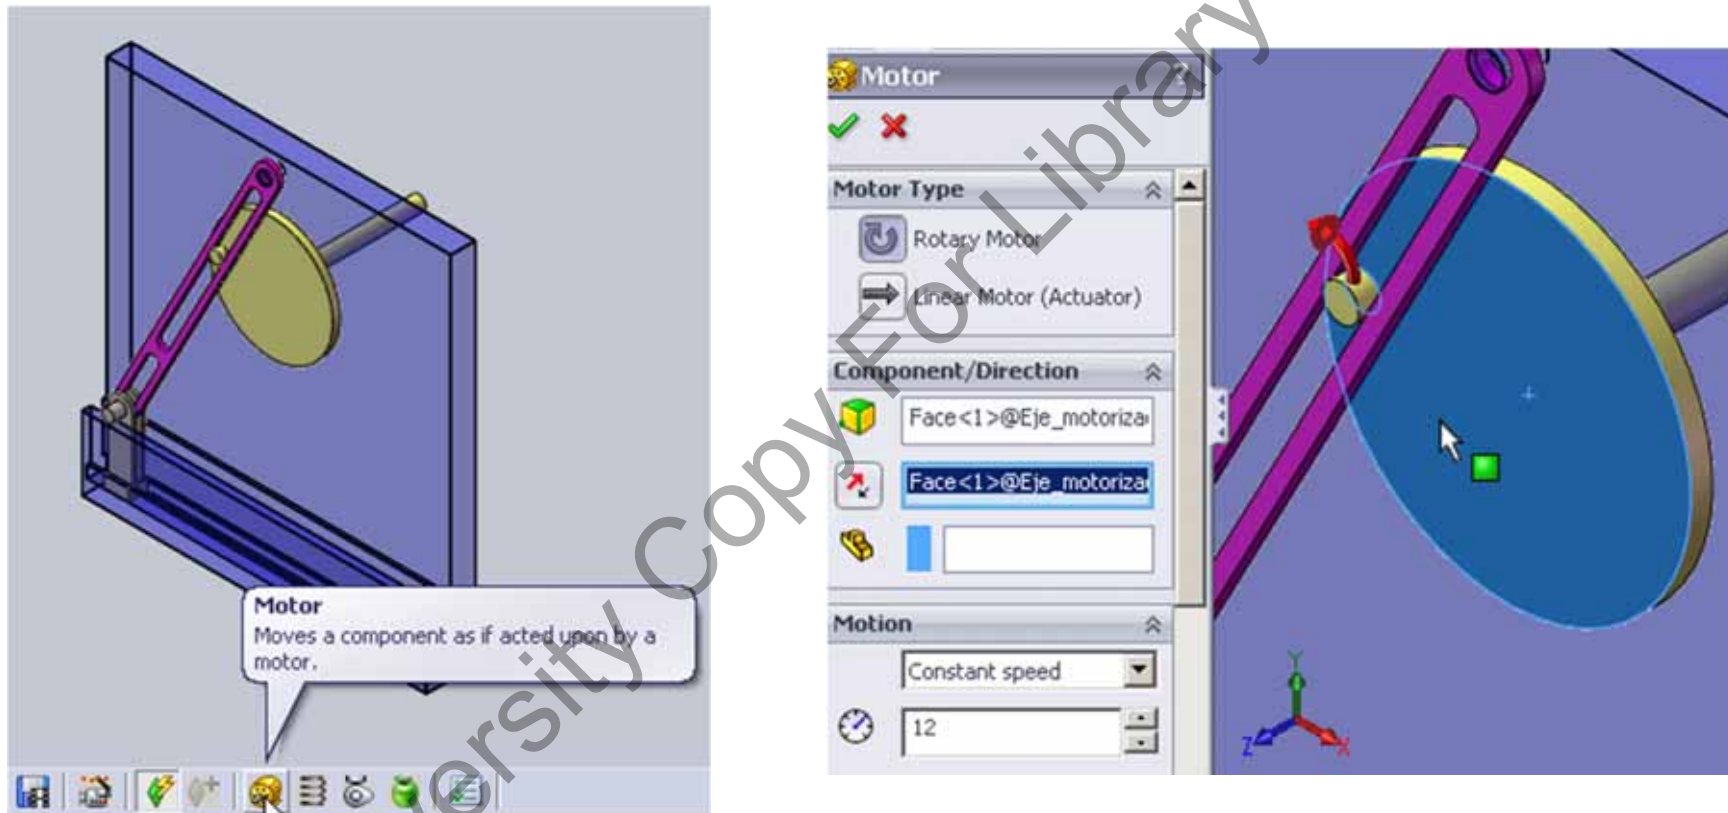 Motor
Moves a component as if acted upon by a
motor.
Motor
?
Motor Type
Rotary Motor
Linear Motor (Actuator)
Component/Direction
Face<1>@Eje_motoriza
Face<1>@Eje_motoriza
Motion
Constant speed
12
Y
Z
X
versity Copy For Library